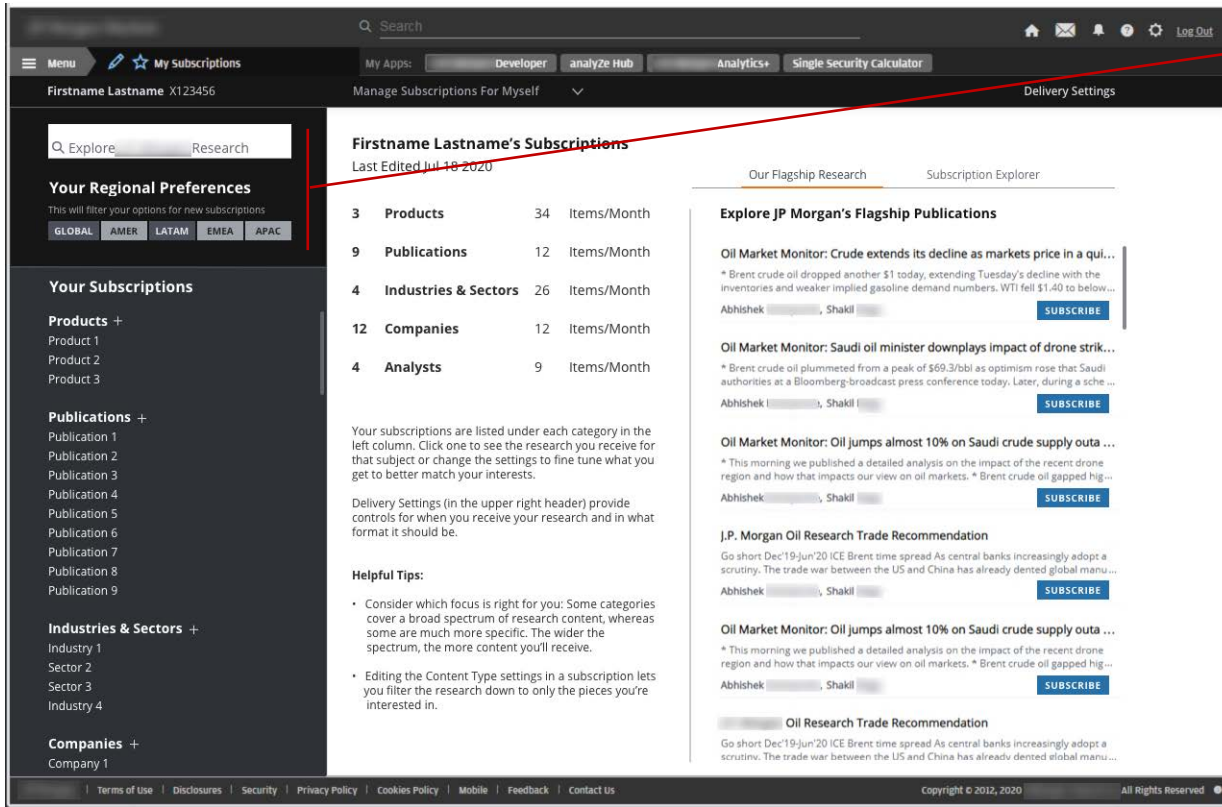 Search
Log Out
Menu
My Subscriptions
My Apps:
Developer
analyZe Hub
Analytics+
Single Security Calculator
Firstname Lastname X123456
Manage Subscriptions For Myself
Delivery Settings
Explore Research
Your Regional Preferences
This will filter your options for new subscriptions
GLOBAL AMER LATAM EMEA APAC
Your Subscriptions
Products +
Product 1
Product 2
Product 3
Publications +
Publication 1
Publication 2
Publication 3
Publication 4
Publication 5
Publication 6
Publication 7
Publication 8
Publication 9
Industries & Sectors +
Industry 1
Sector 2
Sector 3
Industry 4
Companies +
Company 1
Firstname Lastname's Subscriptions
Last Edited Jul 18 2020
3 Products 34 Items/Month
9 Publications 12 Items/Month
4 Industries & Sectors 26 Items/Month
12 Companies 12 Items/Month
4 Analysts 9 Items/Month
Your subscriptions are listed under each category in the
left column. Click one to see the research you receive for
that subject or change the settings to fine tune what you
get to better match your interests.
Delivery Settings (in the upper right header) provide
controls for when you receive your research and in what
format it should be.
Helpful Tips:
• Consider which focus is right for you: Some categories
cover a broad spectrum of research content, whereas
some are much more specific. The wider the
spectrum, the more content you'll receive.
• Editing the Content Type settings in a subscription lets
you filter the research down to only the pieces you're
interested in.
Our Flagship Research
Subscription Explorer
Explore JP Morgan's Flagship Publications
Oil Market Monitor: Crude extends its decline as markets price in a qui...
* Brent crude oil dropped another $1 today, extending Tuesday's decline with the
inventories and weaker implied gasoline demand numbers. WTI fell $1.40 to below...
Abhishek , Shakil
SUBSCRIBE
Oil Market Monitor: Saudi oil minister downplays impact of drone strik...
* Brent crude oil plummeted from a peak of $69.3/bbl as optimism rose that Saudi
authorities at a Bloomberg-broadcast press conference today. Later, during a sche ...
Abhishek , Shakil
SUBSCRIBE
Oil Market Monitor: Oil jumps almost 10% on Saudi crude supply outa ...
* This morning we published a detailed analysis on the impact of the recent drone
region and how that impacts our view on oil markets. * Brent crude oil gapped hig...
Abhishek , Shakil
SUBSCRIBE
J.P. Morgan Oil Research Trade Recommendation
Go short Dec'19-Jun'20 ICE Brent time spread As central banks increasingly adopt a
scrutiny. The trade war between the US and China has already dented global manu...
Abhishek , Shakil
SUBSCRIBE
Oil Market Monitor: Oil jumps almost 10% on Saudi crude supply outa ...
* This morning we published a detailed analysis on the impact of the recent drone
region and how that impacts our view on oil markets. * Brent crude oil gapped hig...
Abhishek , Shakil
SUBSCRIBE
Oil Research Trade Recommendation
Go short Dec'19-Jun'20 ICE Brent time spread As central banks increasingly adopt a
scrutiny. The trade war between the US and China has already dented global manu...
| Terms of Use | Disclosures | Security | Privacy Policy | Cookies Policy | Mobile | Feedback | Contact Us
Copyright © 2012, 2020 All Rights Reserved